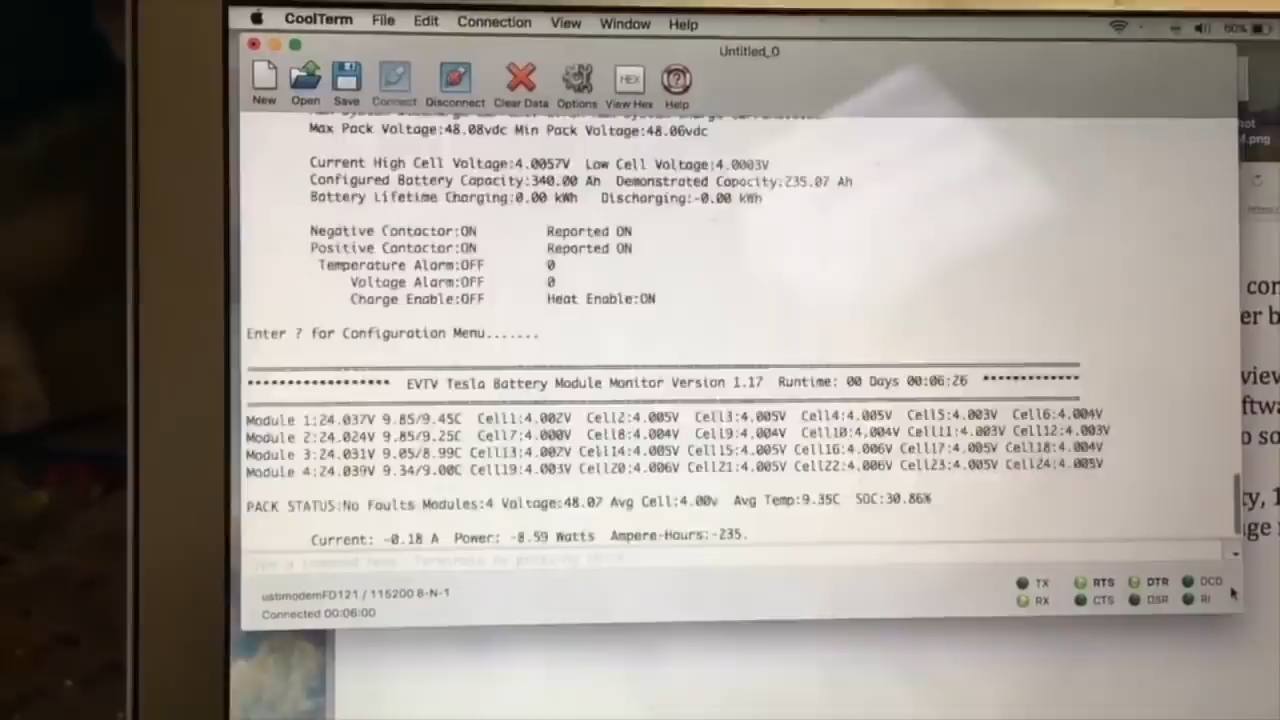 CoolTerm File Edit Connection View Window Help 60%
Untitled_0
New Open Save Connect Disconnect Clear Data Options View Hex Help
Max Pack Voltage:48.08vdc Min Pack Voltage:48.06vdc
Current High Cell Voltage:4.0057V Low Cell Voltage:4.0003V
Configured Battery Capacity:340.00 Ah Demonstrated Capacity:235.07 Ah
Battery Lifetime Charging:0.00 kWh Discharging:-0.00 kWh
Negative Contactor:ON Reported ON
Positive Contactor:ON Reported ON
Temperature Alarm:OFF 0
Voltage Alarm:OFF 0
Charge Enable:OFF Heat Enable:ON
Enter ? for Configuration Menu.......
EVTV Tesla Battery Module Monitor Version 1.17 Runtime: 00 Days 00:06:26
Module 1:24.037V 9.85/9.45C Cell1:4.002V Cell2:4.005V Cell3:4.005V Cell4:4.005V Cell5:4.003V Cell6:4.004V
Module 2:24.024V 9.85/9.25C Cell7:4.000V Cell8:4.004V Cell9:4.004V Cell10:4.004V Cell11:4.003V Cell12:4.003V
Module 3:24.031V 9.05/8.99C Cell13:4.002V Cell14:4.005V Cell15:4.005V Cell16:4.006V Cell17:4.005V Cell18:4.004V
Module 4:24.039V 9.34/9.00C Cell19:4.003V Cell20:4.006V Cell21:4.005V Cell22:4.006V Cell23:4.005V Cell24:4.005V
PACK STATUS:No Faults Modules:4 Voltage:48.07 Avg Cell:4.00v Avg Temp:9.35C SOC:30.86%
Current: -0.18 A Power: -8.59 Watts Ampere-Hours:-235.
usbmodemFD121 / 115200 8-N-1
Connected 00:06:00
TX RTS DTR DCD
RX CTS DSR RI